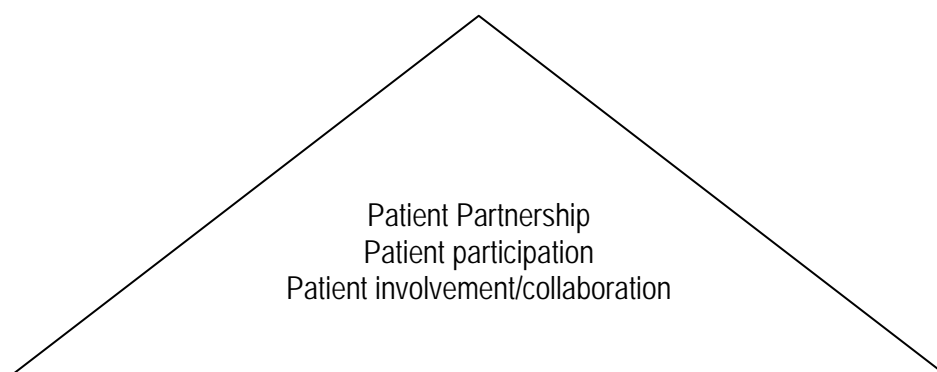 Patient Partnership
Patient participation
Patient involvement/collaboration